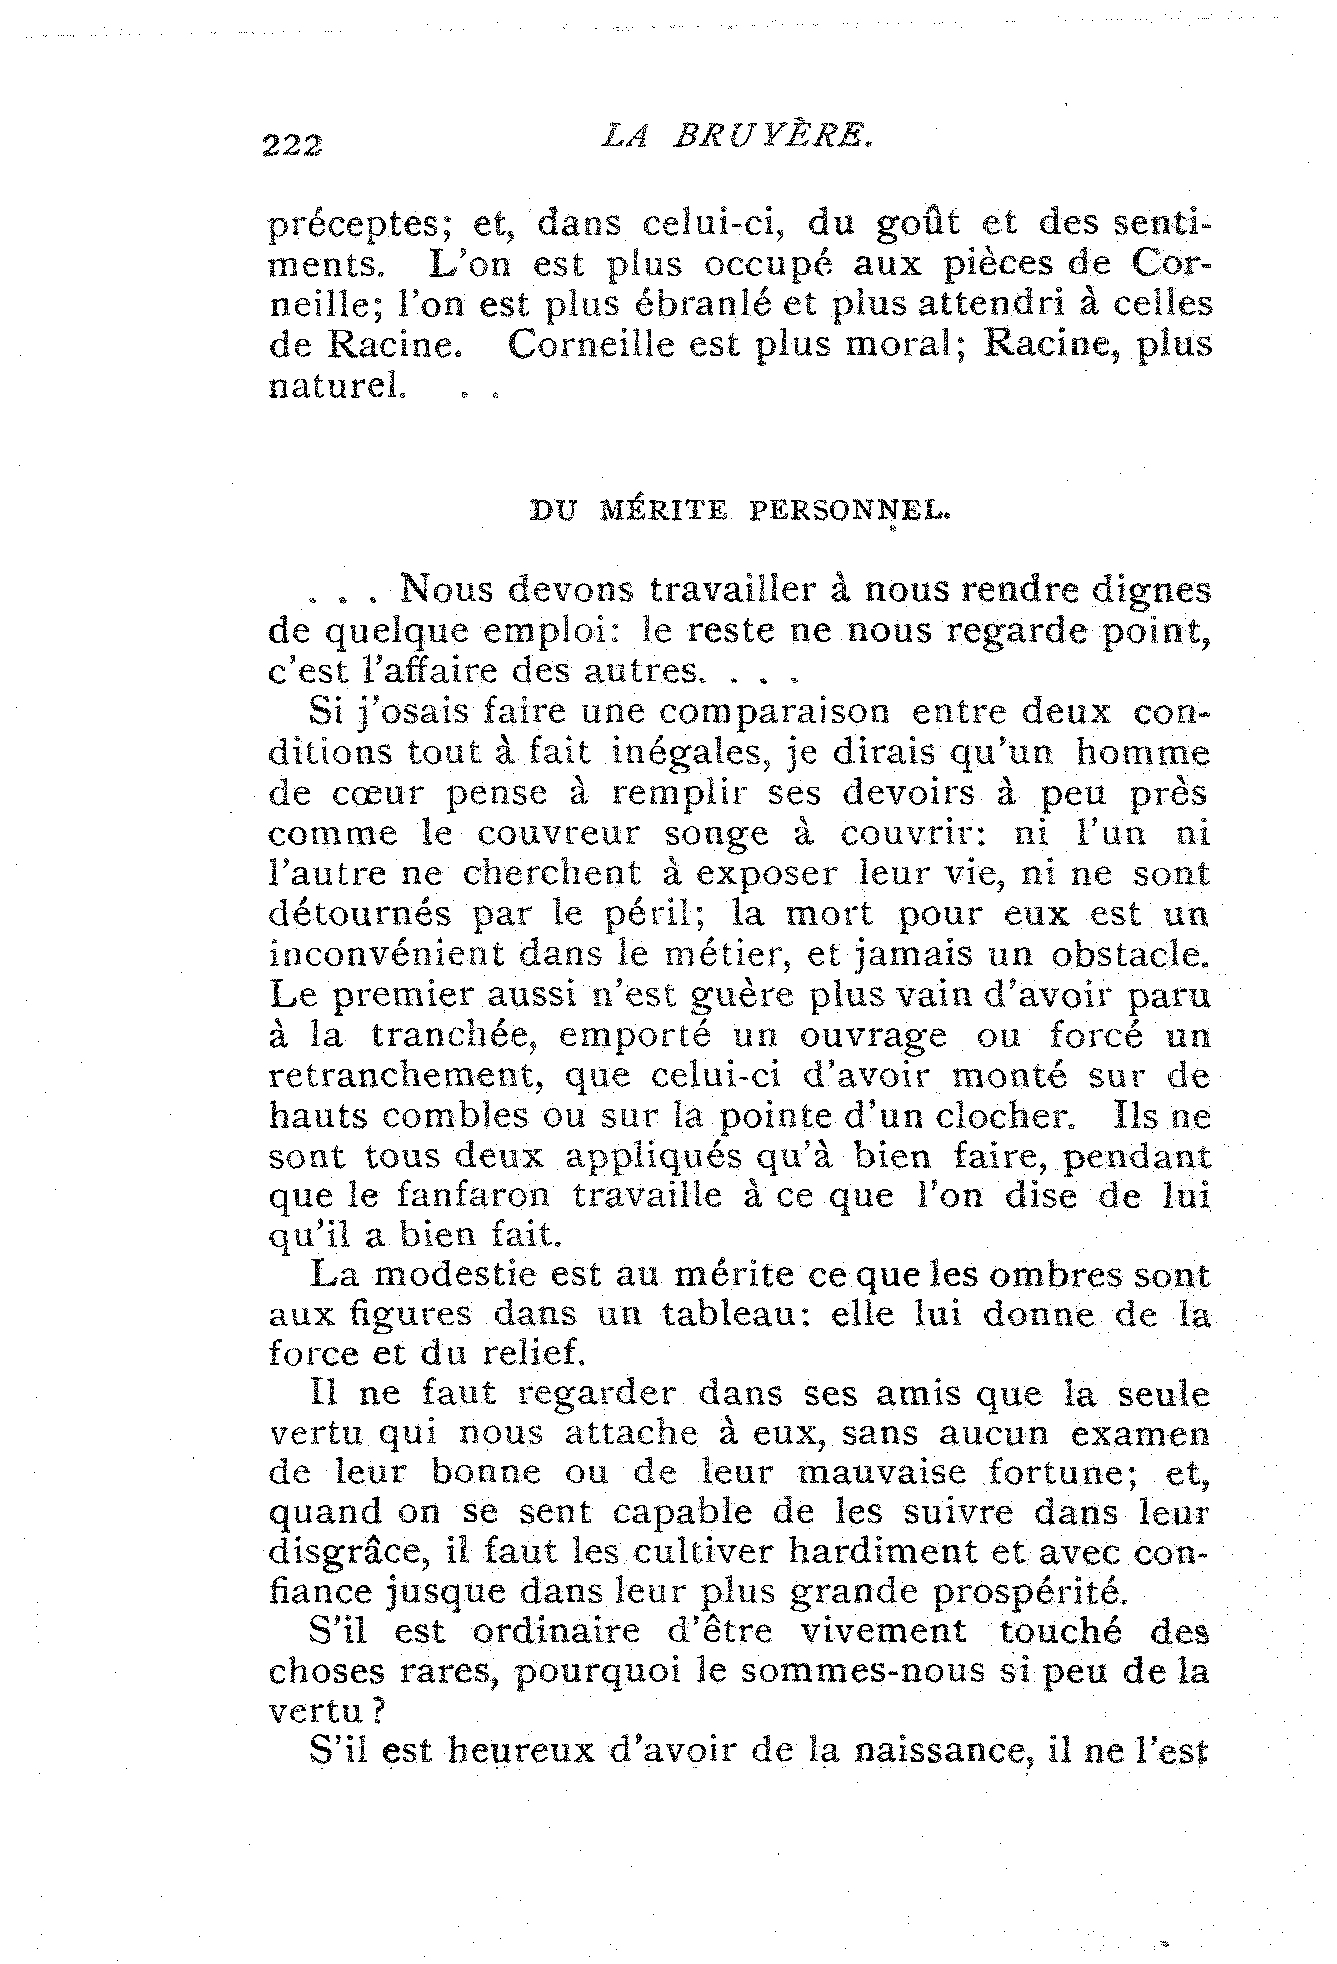 222 LA BRUYÈRE.
préceptes; et, dans celui-ci, du goût et des senti-
ments. L'on est plus occupé aux pièces de Cor-
neille; l'on est plus ébranlé et plus attendri à celles
de Racine. Corneille est plus moral; Racine, plus
naturel. . .
DU MÉRITE PERSONNEL.
. . . Nous devons travailler à nous rendre dignes
de quelque emploi: le reste ne nous regarde point,
c'est l'affaire des autres. . . .
Si j'osais faire une comparaison entre deux con-
ditions tout à fait inégales, je dirais qu'un homme
de cœur pense à remplir ses devoirs à peu près
comme le couvreur songe à couvrir: ni l'un ni
l'autre ne cherchent à exposer leur vie, ni ne sont
détournés par le péril; la mort pour eux est un
inconvénient dans le métier, et jamais un obstacle.
Le premier aussi n'est guère plus vain d'avoir paru
à la tranchée, emporté un ouvrage ou forcé un
retranchement, que celui-ci d'avoir monté sur de
hauts combles ou sur la pointe d'un clocher. Ils ne
sont tous deux appliqués qu'à bien faire, pendant
que le fanfaron travaille à ce que l'on dise de lui
qu'il a bien fait.
La modestie est au mérite ce que les ombres sont
aux figures dans un tableau: elle lui donne de la
force et du relief.
Il ne faut regarder dans ses amis que la seule
vertu qui nous attache à eux, sans aucun examen
de leur bonne ou de leur mauvaise fortune; et,
quand on se sent capable de les suivre dans leur
disgrâce, il faut les cultiver hardiment et avec con-
fiance jusque dans leur plus grande prospérité.
S'il est ordinaire d'être vivement touché des
choses rares, pourquoi le sommes-nous si peu de la
vertu?
S'il est heureux d'avoir de la naissance, il ne l'est